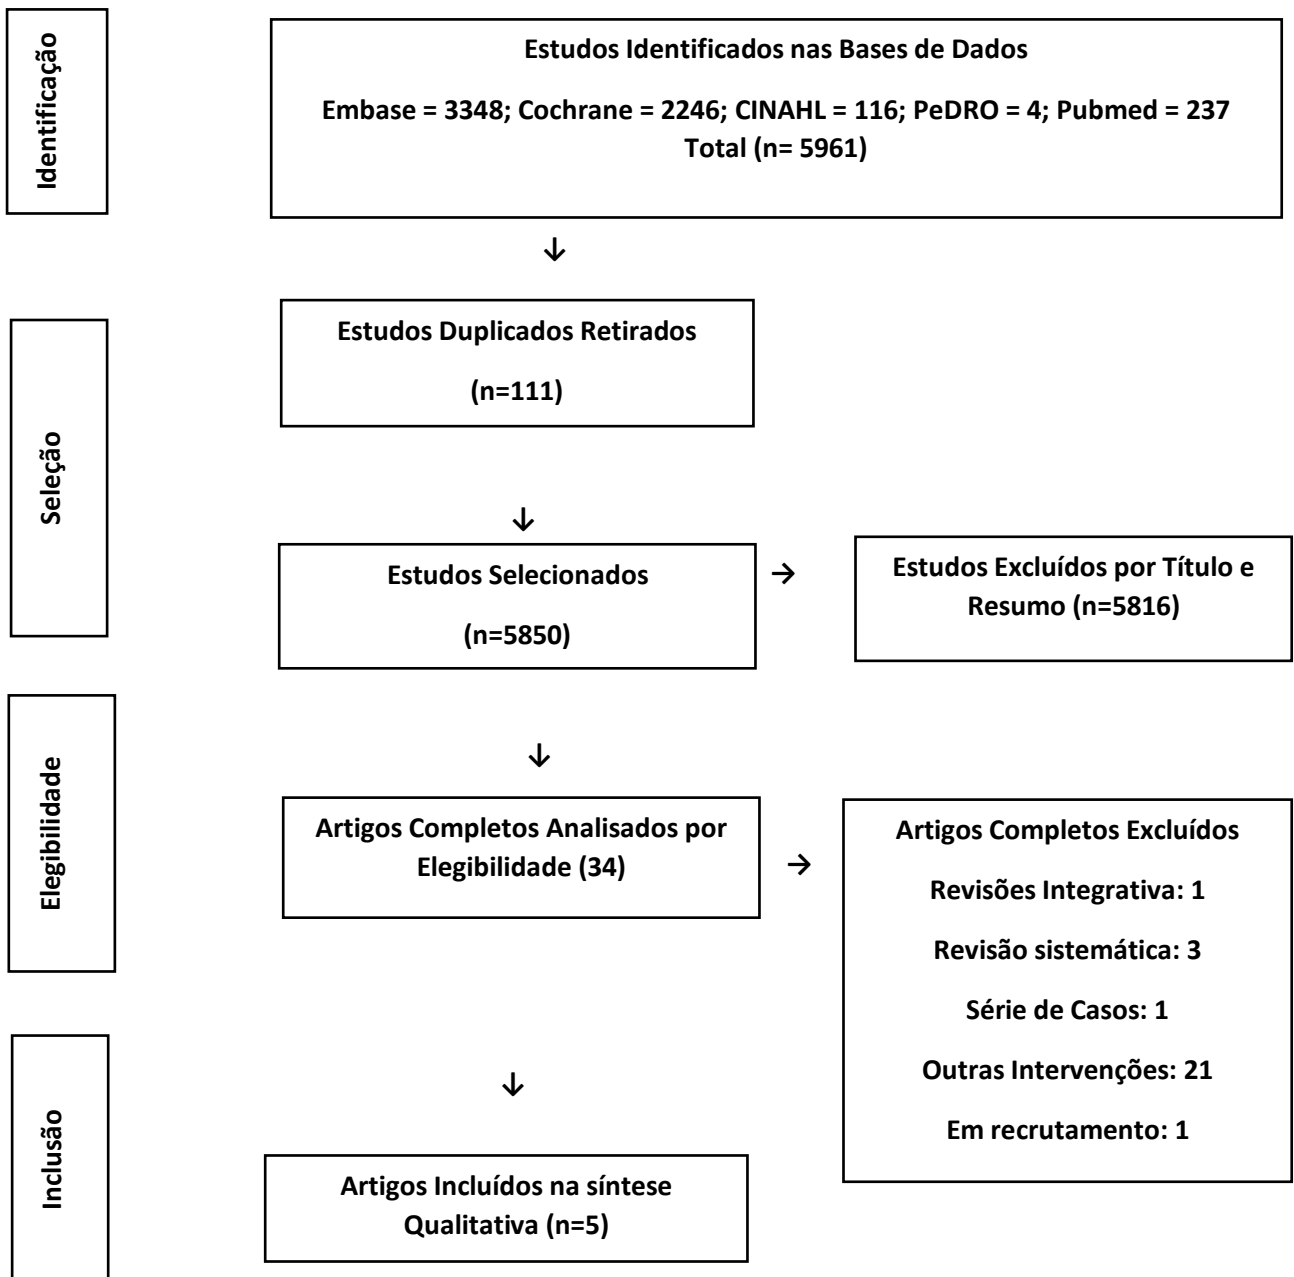 Identificação
Estudos Identificados nas Bases de Dados
Embase = 3348; Cochrane = 2246; CINAHL = 116; PeDRO = 4; Pubmed = 237
Total (n= 5961)
↓
Seleção
Estudos Duplicados Retirados
(n=111)
↓
Estudos Selecionados
(n=5850)
→
Estudos Excluídos por Título e
Resumo (n=5816)
↓
Elegibilidade
Artigos Completos Analisados por
Elegibilidade (34)
→
Artigos Completos Excluídos
Revisões Integrativa: 1
Revisão sistemática: 3
Série de Casos: 1
Outras Intervenções: 21
Em recrutamento: 1
↓
Inclusão
Artigos Incluídos na síntese
Qualitativa (n=5)